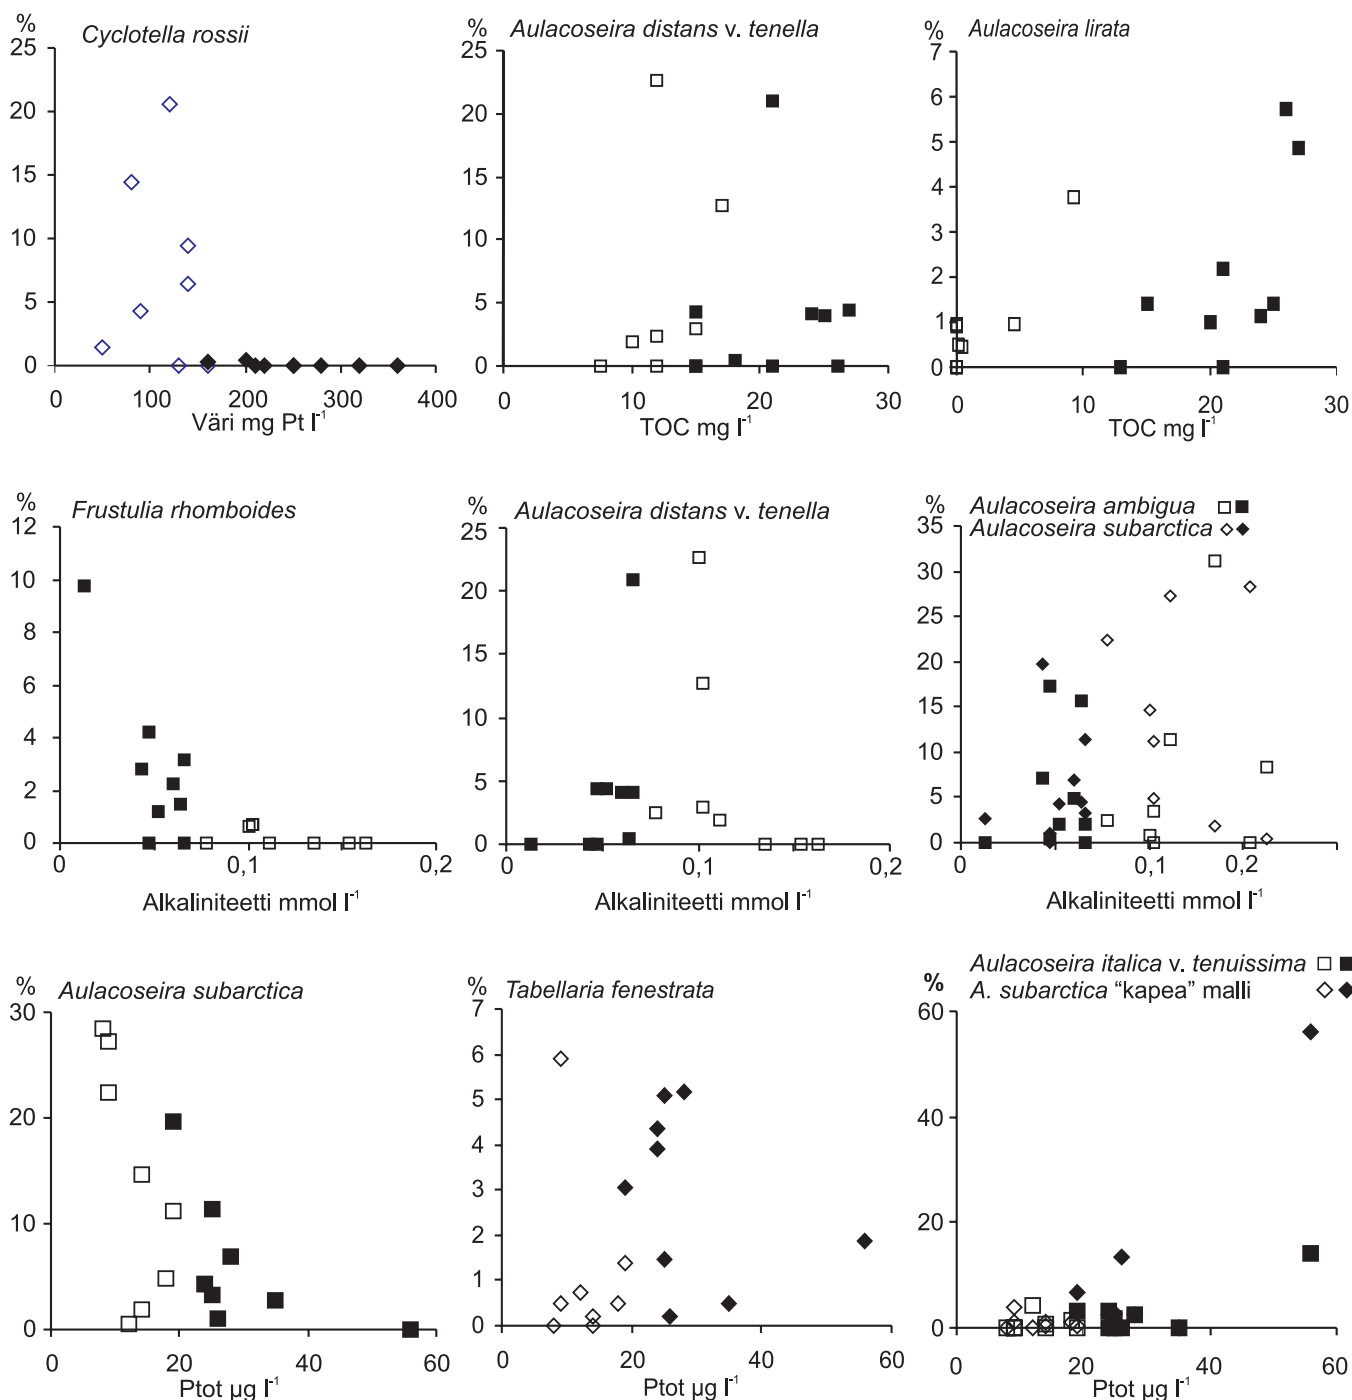 %
Cyclotella rossii
25
20
15
10
5
0
0 100 200 300 400
Väri mg Pt l-1
%
Aulacoseira distans v. tenella
25
20
15
10
5
0
0 10 20 30
TOC mg l-1
%
Aulacoseira lirata
7
6
5
4
3
2
1
0
0 10 20 30
TOC mg l-1
%
Frustulia rhomboides
12
10
8
6
4
2
0
0 0,1 0,2
Alkaliniteetti mmol l-1
%
Aulacoseira distans v. tenella
25
20
15
10
5
0
0 0,1 0,2
Alkaliniteetti mmol l-1
%
Aulacoseira ambigua
Aulacoseira subarctica
35
30
25
20
15
10
5
0
0 0,1 0,2
Alkaliniteetti mmol l-1
%
Aulacoseira subarctica
30
20
10
0
0 20 40 60
Ptot µg l-1
%
Tabellaria fenestrata
7
6
5
4
3
2
1
0
0 20 40 60
Ptot µg l-1
%
Aulacoseira italica v. tenuissima
A. subarctica "kapea" malli
60
40
20
0
0 20 40 60
Ptot µg l-1